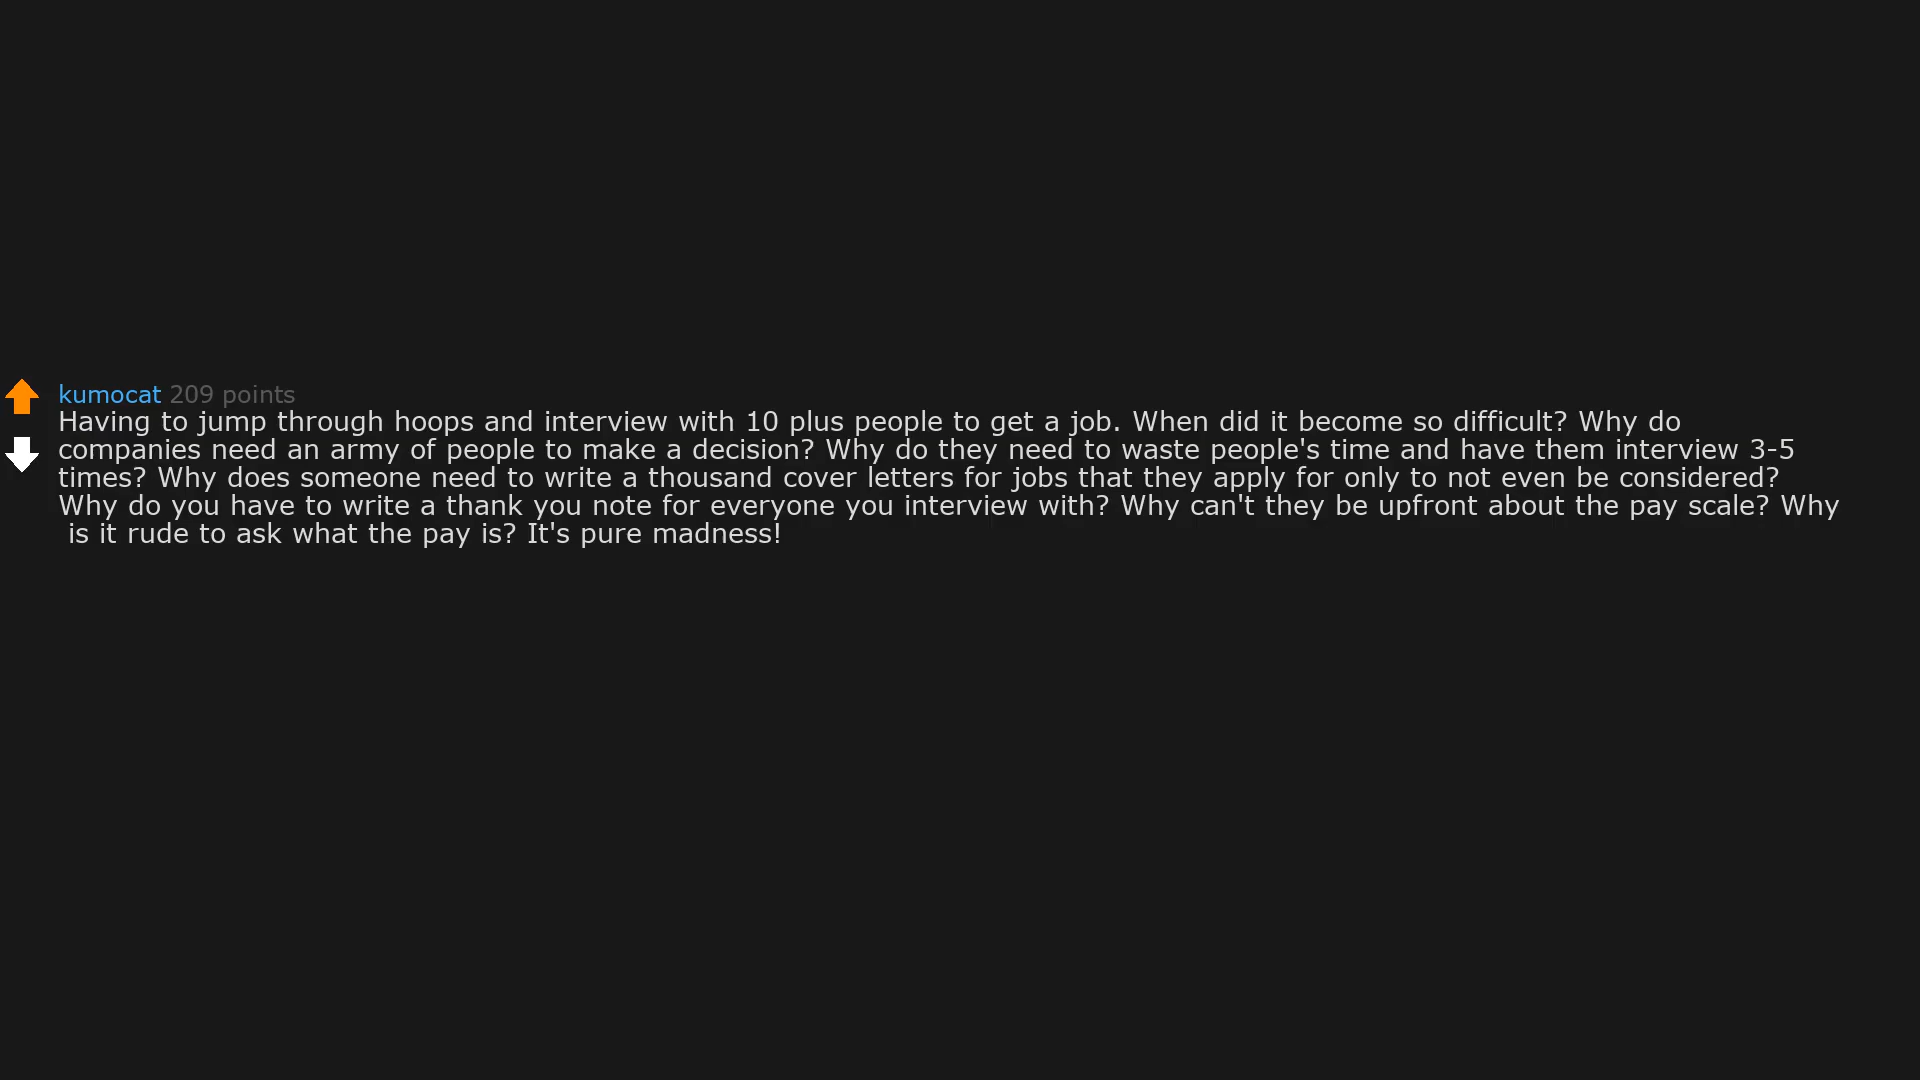 kumocat 209 points
Having to jump through hoops and interview with 10 plus people to get a job. When did it become so difficult? Why do
companies need an army of people to make a decision? Why do they need to waste people's time and have them interview 3-5
times? Why does someone need to write a thousand cover letters for jobs that they apply for only to not even be considered?
Why do you have to write a thank you note for everyone you interview with? Why can't they be upfront about the pay scale? Why
is it rude to ask what the pay is? It's pure madness!